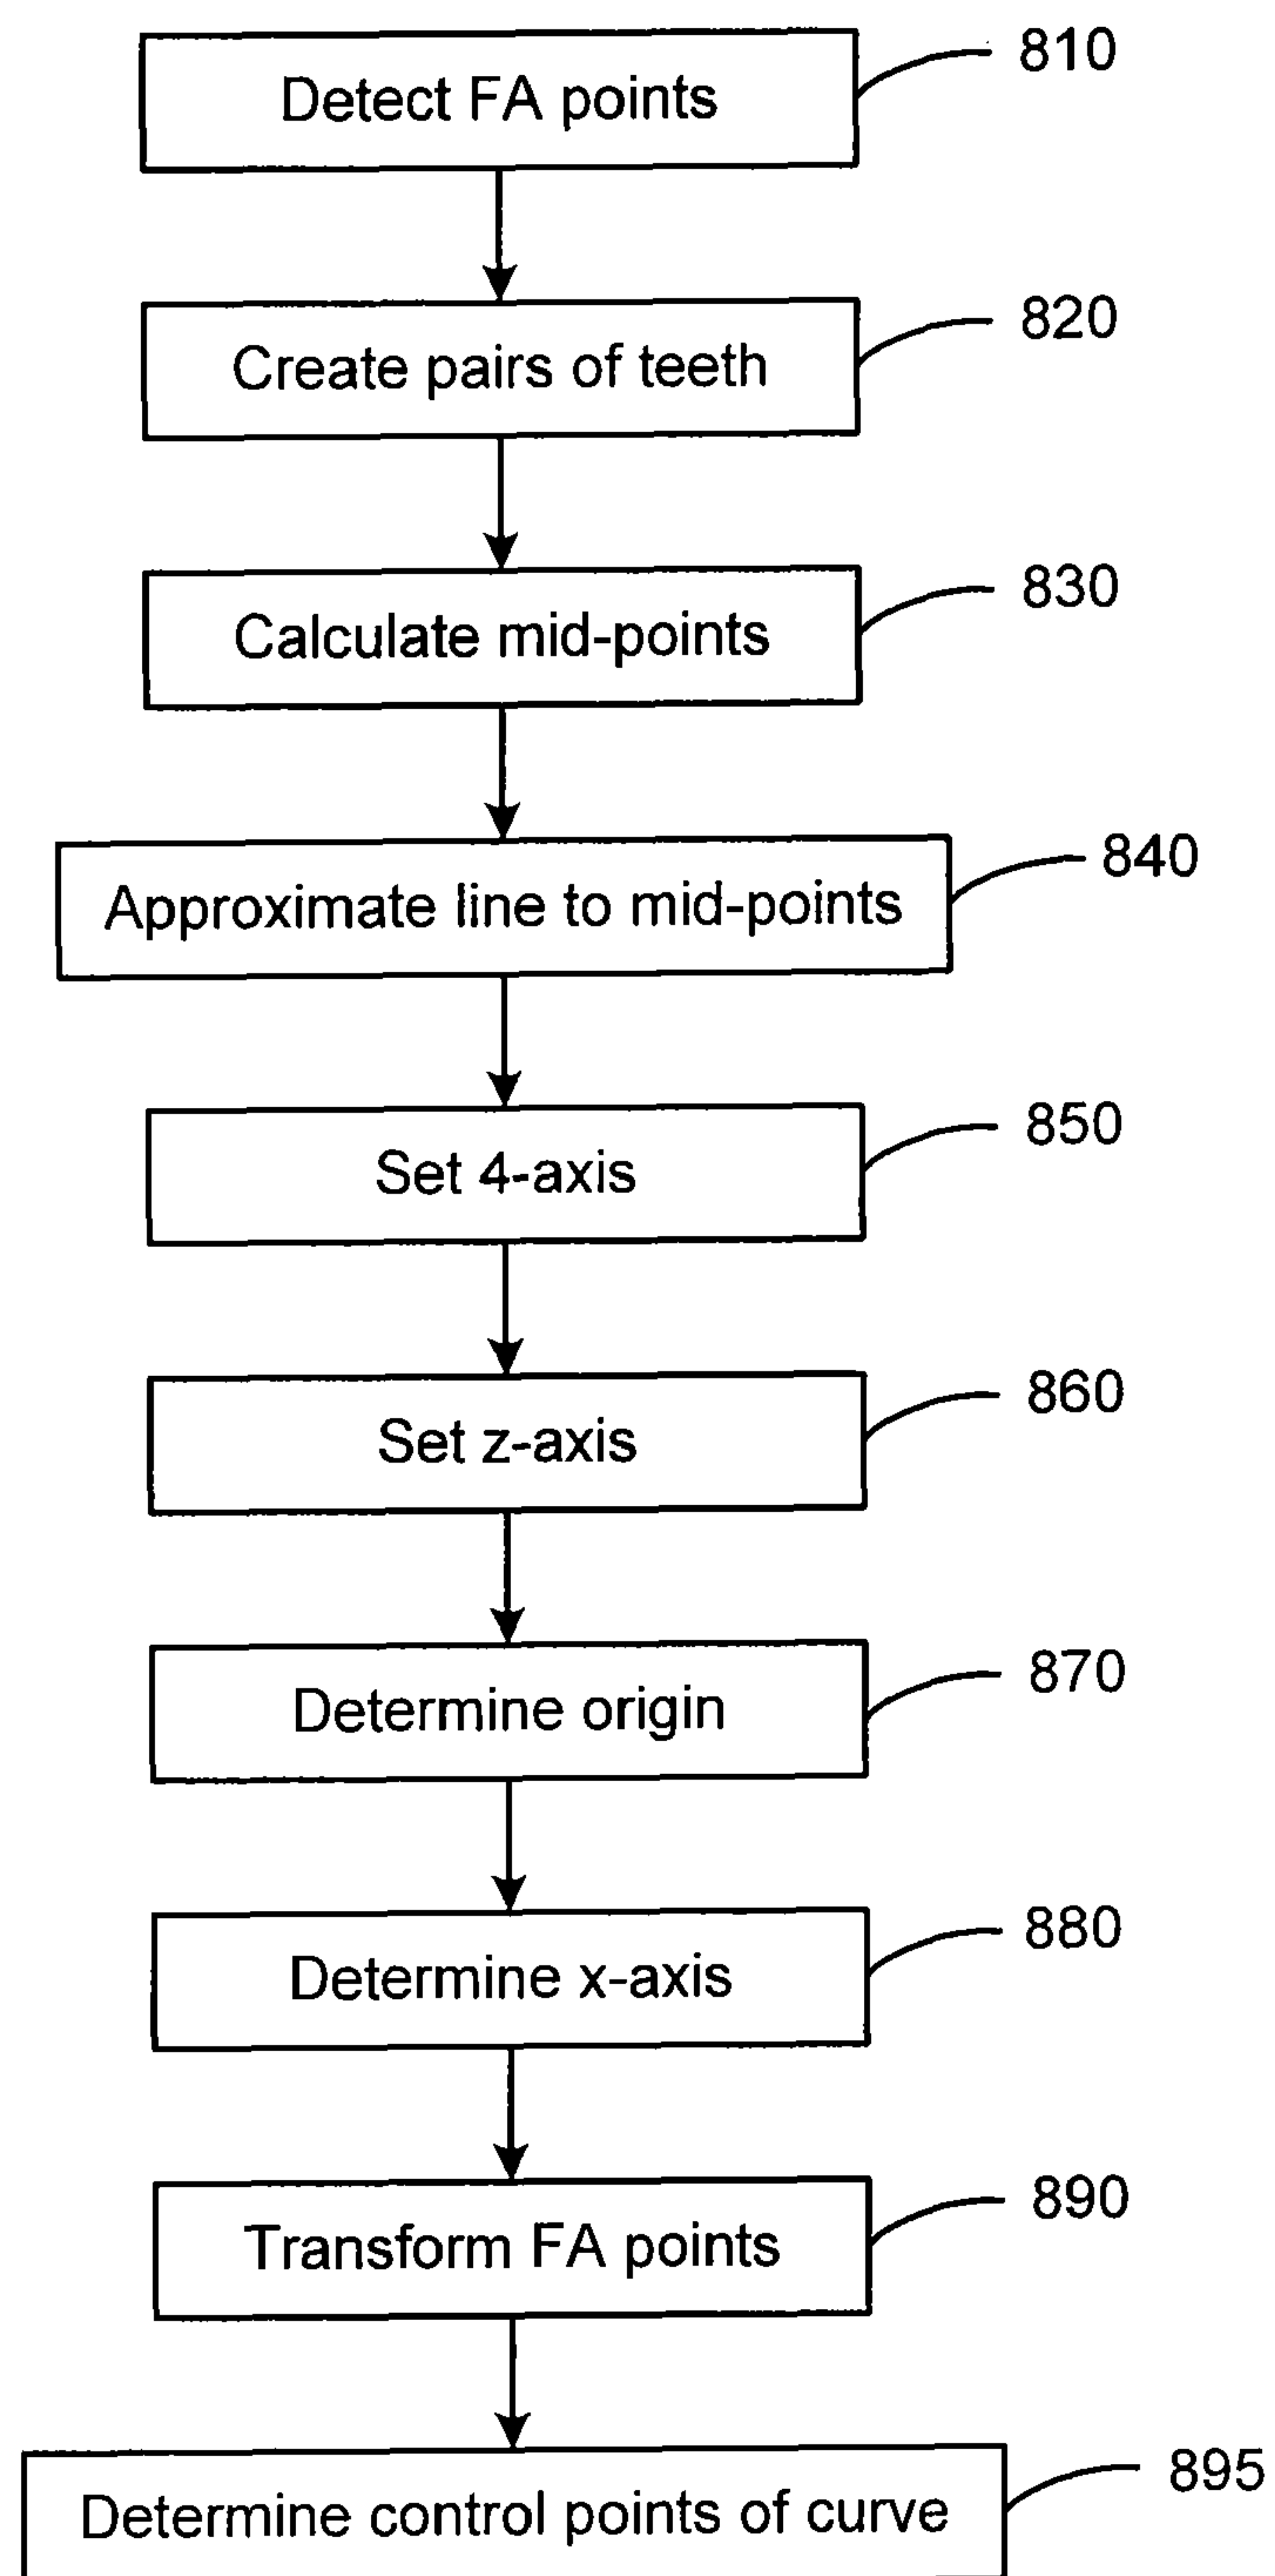 Detect FA points 810
Create pairs of teeth 820
Calculate mid-points 830
Approximate line to mid-points 840
Set 4-axis 850
Set z-axis 860
Determine origin 870
Determine x-axis 880
Transform FA points 890
Determine control points of curve 895